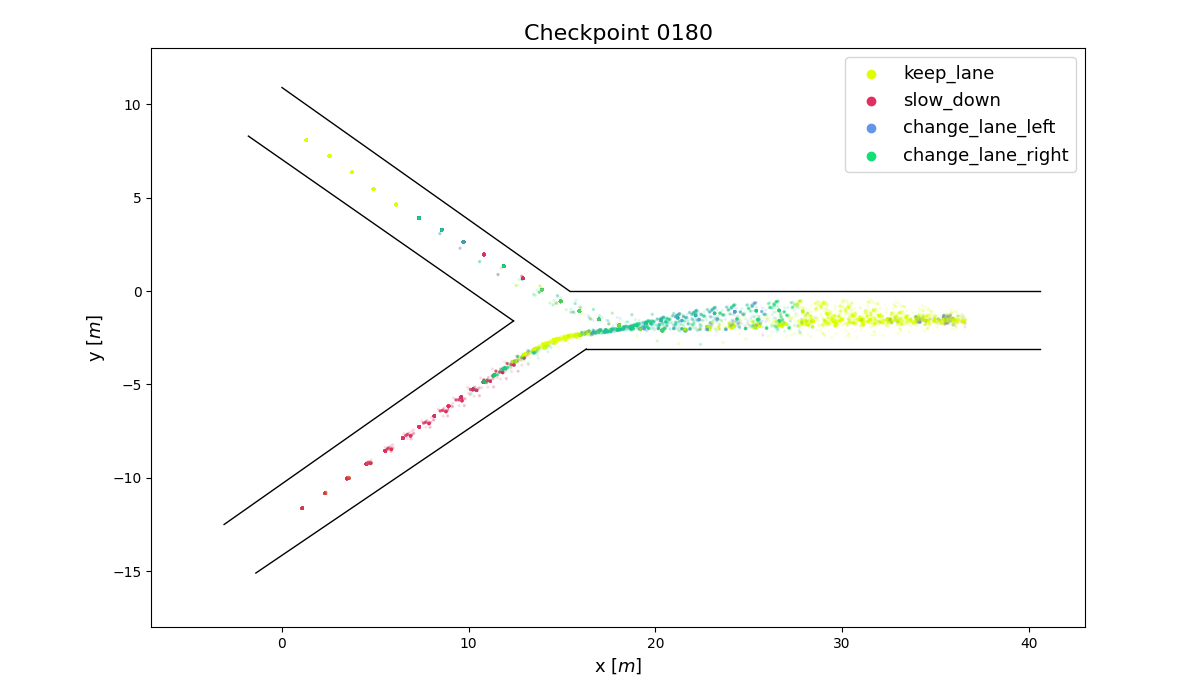 Checkpoint 0180
keep_lane
slow_down
change_lane_left
change_lane_right
10
5
0
−5
−10
−15
y [m]
0
10
20
30
40
x [m]